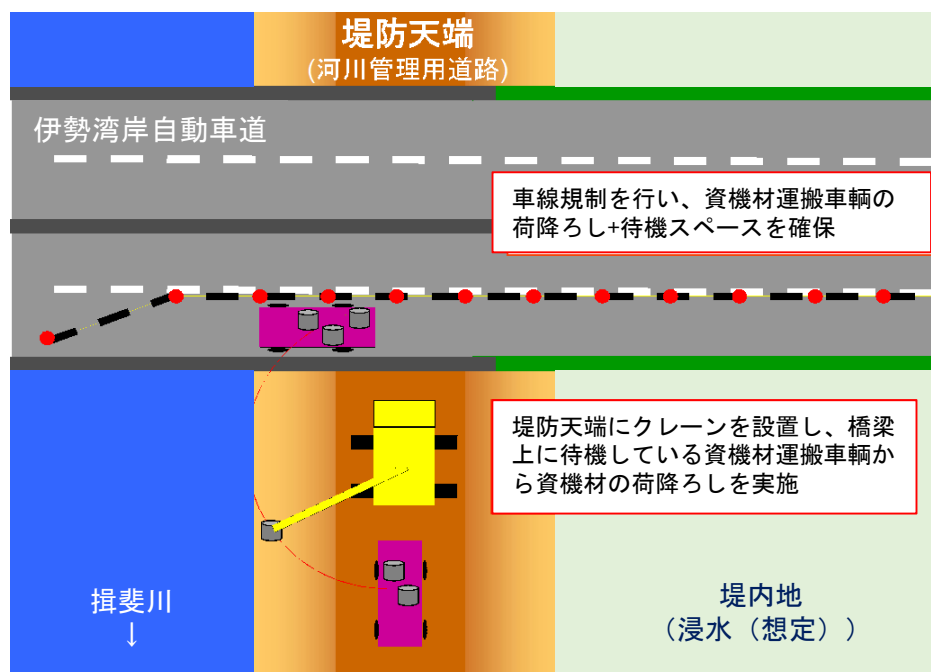 堤防天端
(河川管理用道路)
伊勢湾岸自動車道
車線規制を行い、資機材運搬車輌の
荷降ろし+待機スペースを確保
堤防天端にクレーンを設置し、橋梁
上に待機している資機材運搬車輌か
ら資機材の荷降ろしを実施
揖斐川
↓
堤内地
（浸水（想定））